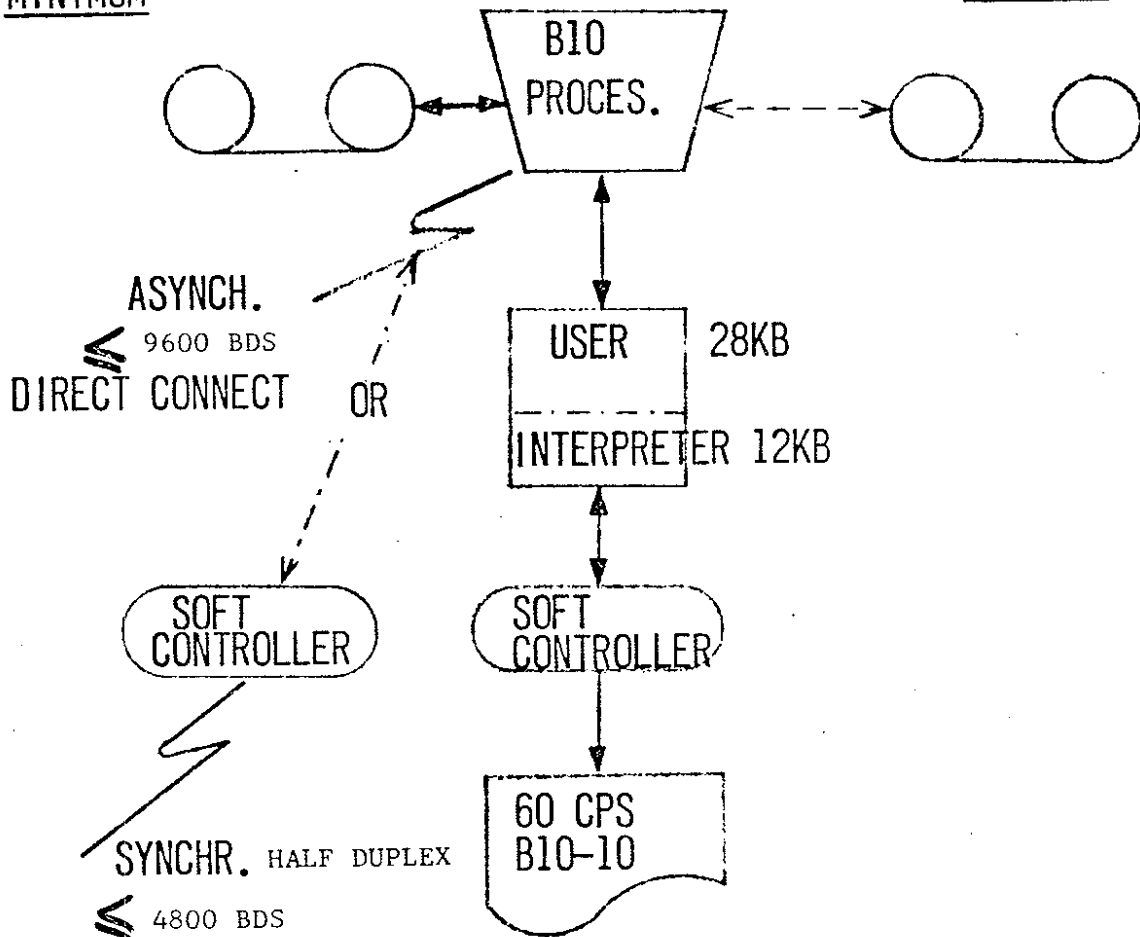 MINIMUM
B10
PROCES.
ASYNCH.
≤ 9600 BDS
DIRECT CONNECT OR
USER 28KB
INTERPRETER 12KB
SOFT
CONTROLLER
SOFT
CONTROLLER
60 CPS
B10-10
SYNCHR. HALF DUPLEX
≤ 4800 BDS